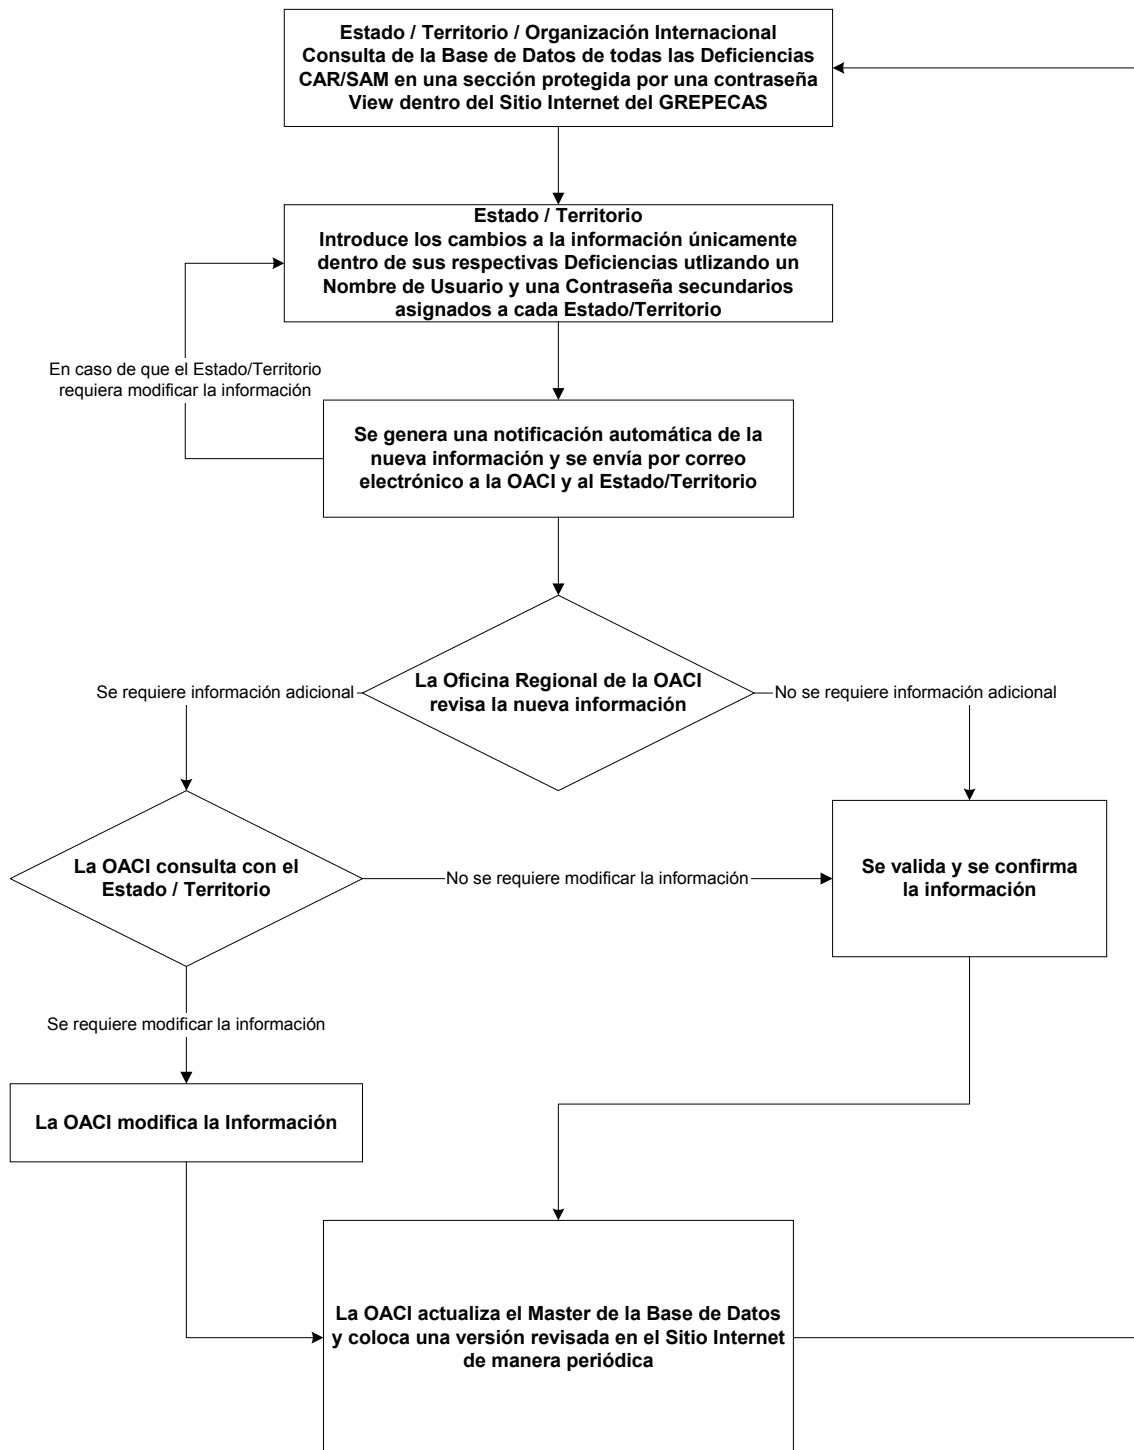 Estado / Territorio / Organización Internacional
Consulta de la Base de Datos de todas las Deficiencias
CAR/SAM en una sección protegida por una contraseña
View dentro del Sitio Internet del GREPECAS
Estado / Territorio
Introduce los cambios a la información únicamente
dentro de sus respectivas Deficiencias utlizando un
Nombre de Usuario y una Contraseña secundarios
asignados a cada Estado/Territorio
En caso de que el Estado/Territorio
requiera modificar la información
Se genera una notificación automática de la
nueva información y se envía por correo
electrónico a la OACI y al Estado/Territorio
La Oficina Regional de la OACI
revisa la nueva información
Se requiere información adicional
No se requiere información adicional
La OACI consulta con el
Estado / Territorio
No se requiere modificar la información
Se valida y se confirma
la información
Se requiere modificar la información
La OACI modifica la Información
La OACI actualiza el Master de la Base de Datos
y coloca una versión revisada en el Sitio Internet
de manera periódica